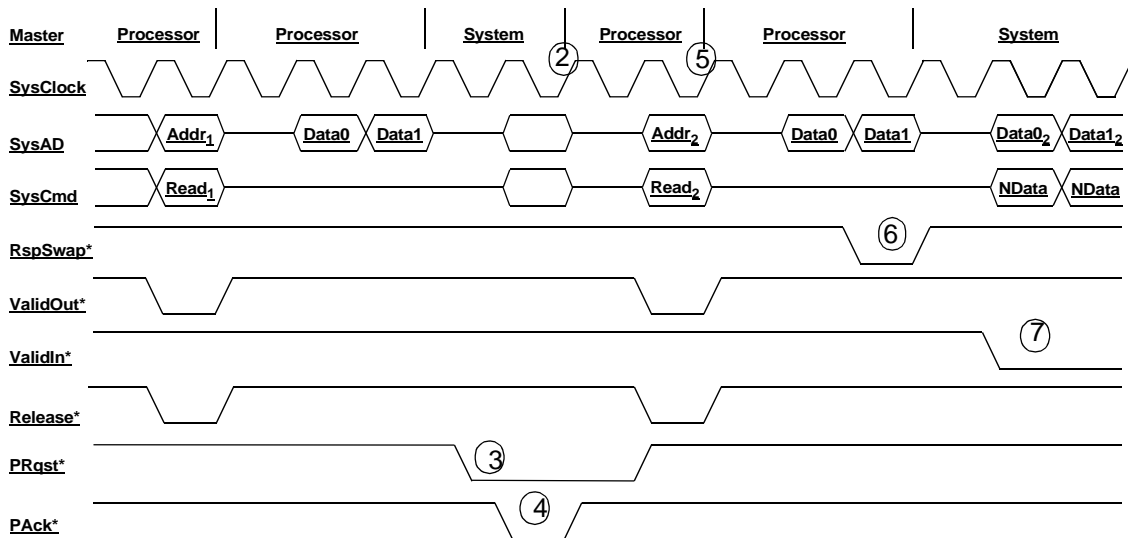 Master Processor Processor System Processor Processor System
2 5
SysClock
SysAD Addr1 Data0 Data1 Addr2 Data0 Data1 Data02 Data12
SysCmd Read1 Read2 NData NData
RspSwap* 6
ValidOut*
ValidIn* 7
Release*
PRqst* 3
PAck* 4